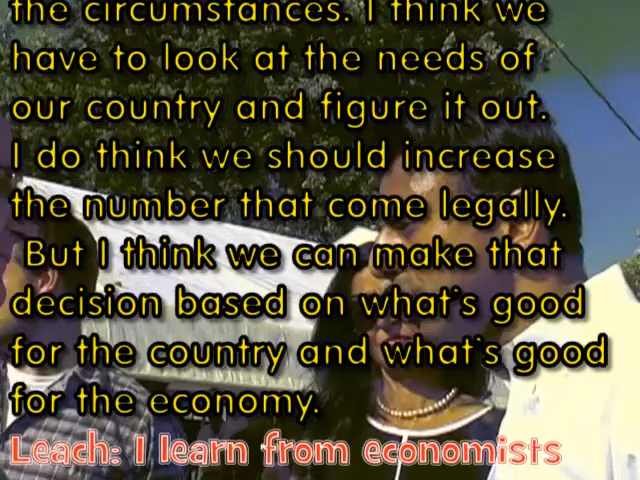 the circumstances. I think we
have to look at the needs of
our country and figure it out.
I do think we should increase
the number that come legally.
But I think we can make that
decision based on what's good
for the country and what's good
for the economy.
Leach: I learn from economists